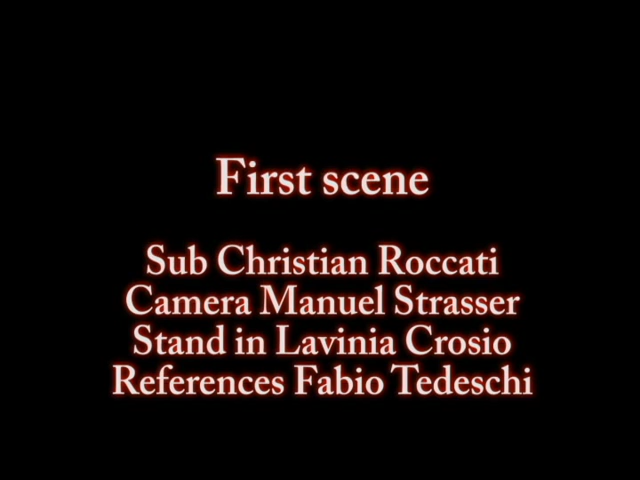 First scene
Sub Christian Roccati
Camera Manuel Strasser
Stand in Lavinia Crosio
References Fabio Tedeschi